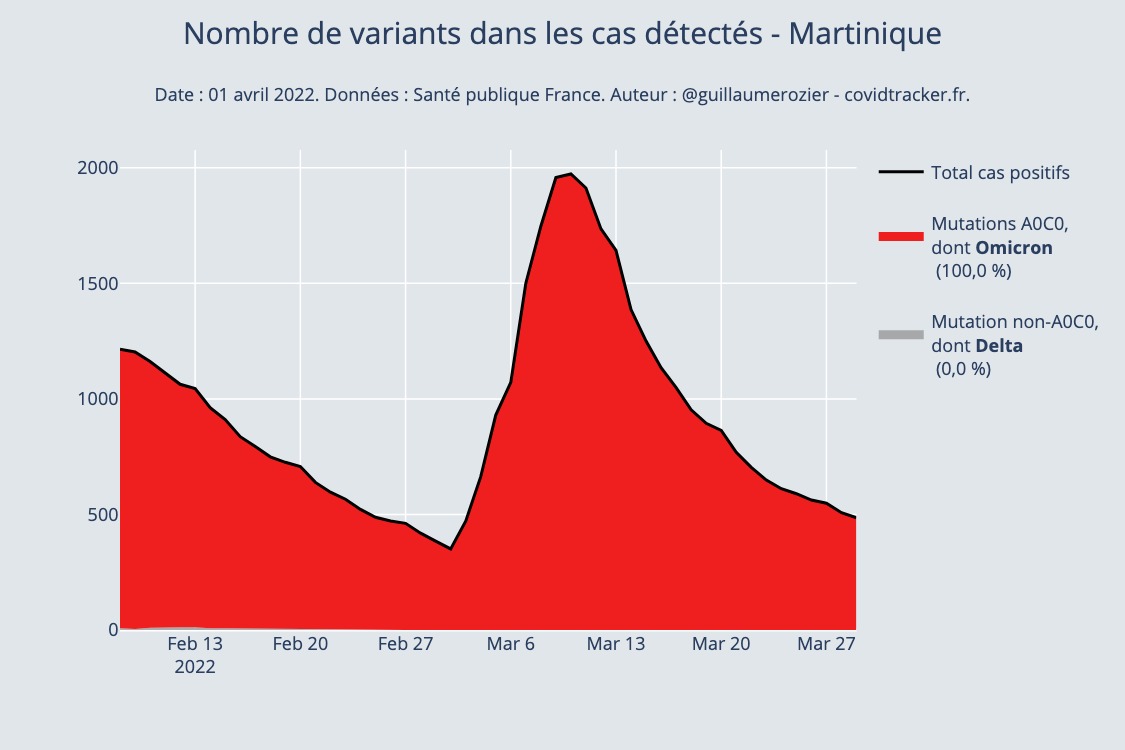 Nombre de variants dans les cas détectés - Martinique
Date : 01 avril 2022. Données : Santé publique France. Auteur : @guillaumerozier - covidtracker.fr.
2000
1500
1000
500
0
Feb 13
2022
Feb 20
Feb 27
Mar 6
Mar 13
Mar 20
Mar 27
Total cas positifs
Mutations A0C0,
dont Omicron
(100,0 %)
Mutation non-A0C0,
dont Delta
(0,0 %)